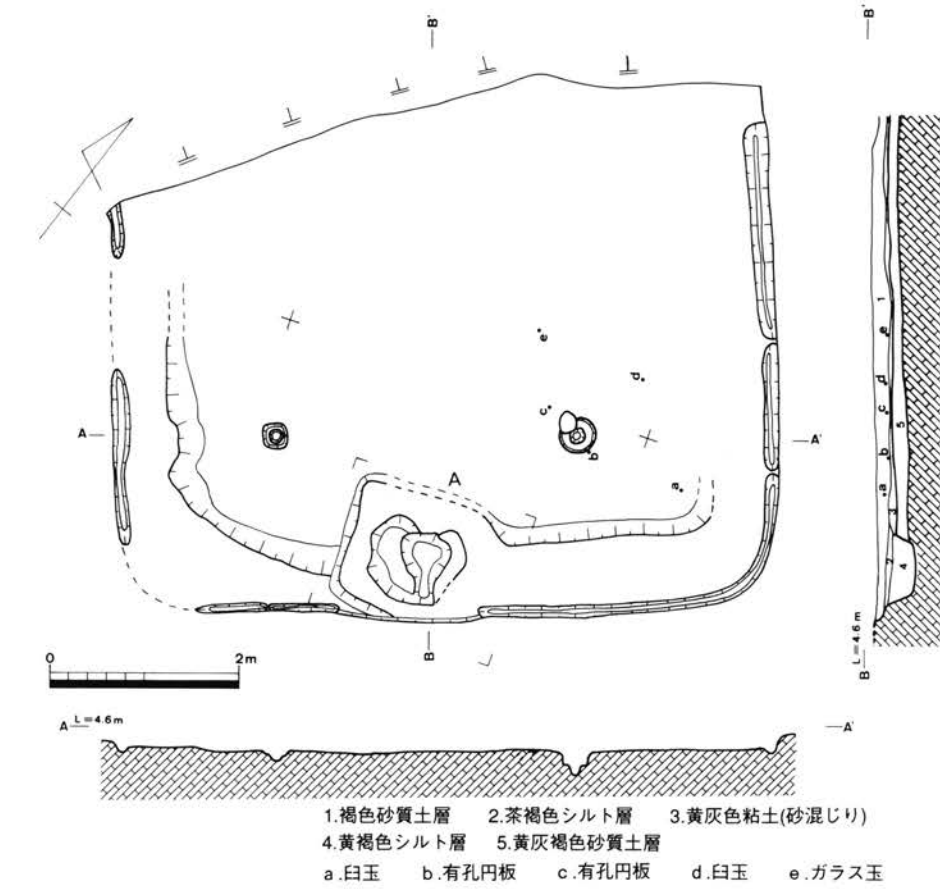 B'
B'
e
d
c
b
a
A
A'
A
1
e
d
c
b
a
5
2
4
B
B
L=4.6m
0
2m
A
L=4.6m
A'
1.褐色砂質土層 2.茶褐色シルト層 3.黄灰色粘土(砂混じり)
4.黄褐色シルト層 5.黄灰褐色砂質土層
a.臼玉 b.有孔円板 c.有孔円板 d.臼玉 e.ガラス玉